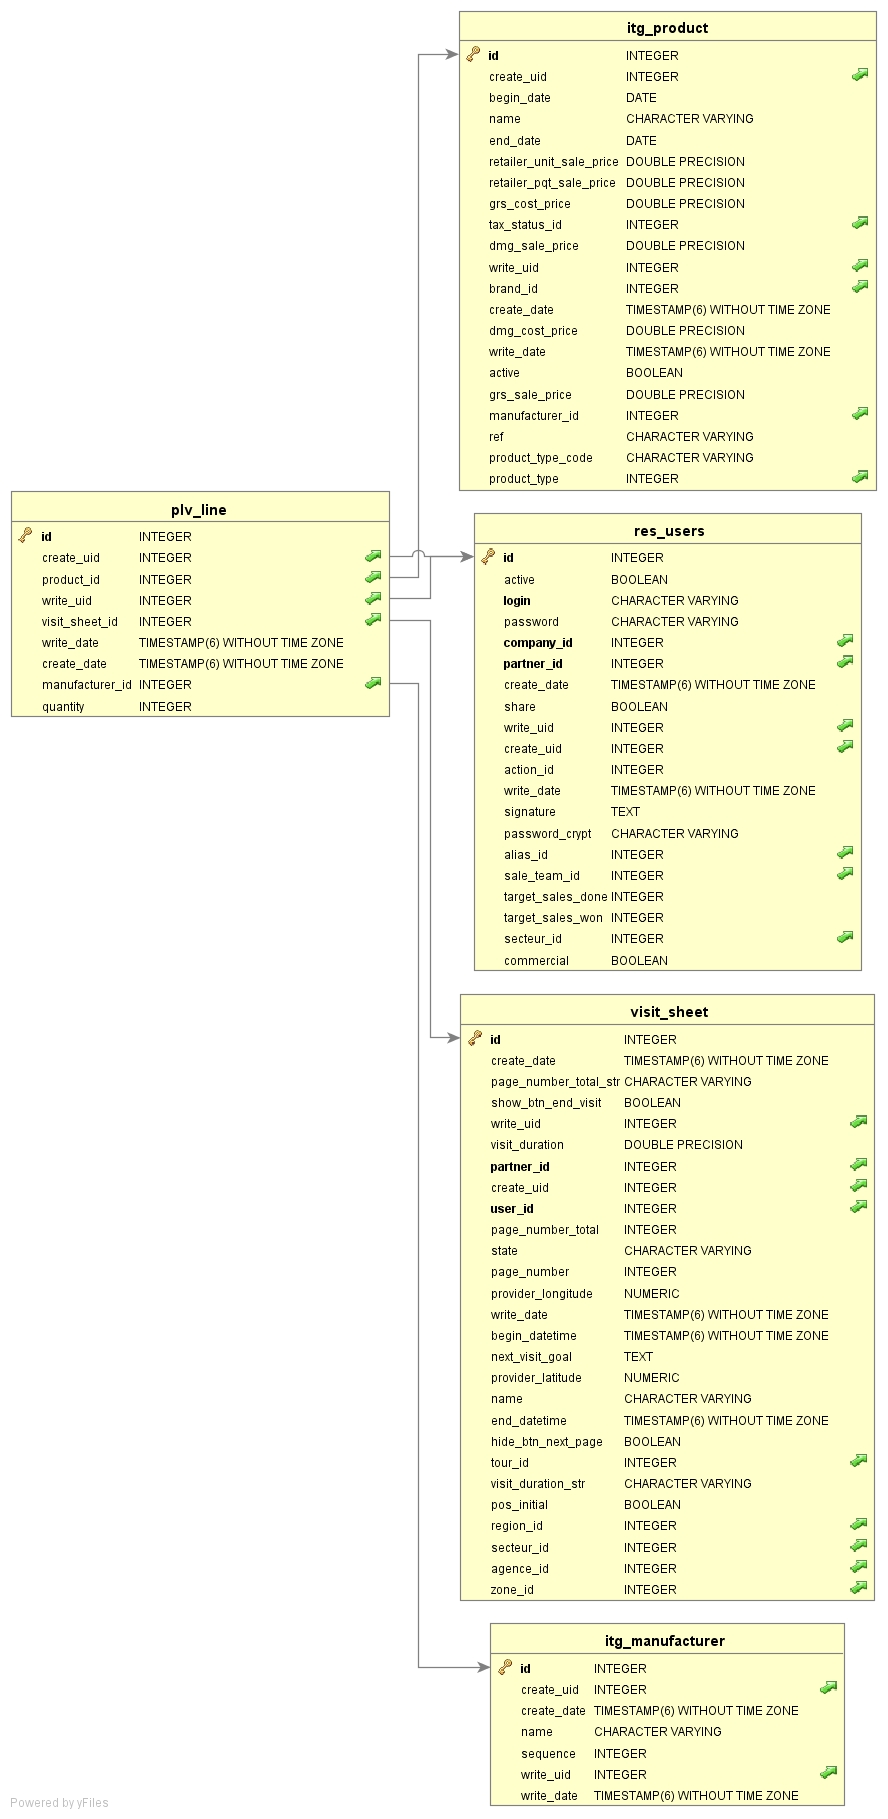 itg_product
id INTEGER
create_uid INTEGER
begin_date DATE
name CHARACTER VARYING
end_date DATE
retailer_unit_sale_price DOUBLE PRECISION
retailer_pqt_sale_price DOUBLE PRECISION
grs_cost_price DOUBLE PRECISION
tax_status_id INTEGER
dmg_sale_price DOUBLE PRECISION
write_uid INTEGER
brand_id INTEGER
create_date TIMESTAMP(6) WITHOUT TIME ZONE
dmg_cost_price DOUBLE PRECISION
write_date TIMESTAMP(6) WITHOUT TIME ZONE
active BOOLEAN
grs_sale_price DOUBLE PRECISION
manufacturer_id INTEGER
ref CHARACTER VARYING
product_type_code CHARACTER VARYING
product_type INTEGER
plv_line
id INTEGER
create_uid INTEGER
product_id INTEGER
write_uid INTEGER
visit_sheet_id INTEGER
write_date TIMESTAMP(6) WITHOUT TIME ZONE
create_date TIMESTAMP(6) WITHOUT TIME ZONE
manufacturer_id INTEGER
quantity INTEGER
res_users
id INTEGER
active BOOLEAN
login CHARACTER VARYING
password CHARACTER VARYING
company_id INTEGER
partner_id INTEGER
create_date TIMESTAMP(6) WITHOUT TIME ZONE
share BOOLEAN
write_uid INTEGER
create_uid INTEGER
action_id INTEGER
write_date TIMESTAMP(6) WITHOUT TIME ZONE
signature TEXT
password_crypt CHARACTER VARYING
alias_id INTEGER
sale_team_id INTEGER
target_sales_done INTEGER
target_sales_won INTEGER
secteur_id INTEGER
commercial BOOLEAN
visit_sheet
id INTEGER
create_date TIMESTAMP(6) WITHOUT TIME ZONE
page_number_total_str CHARACTER VARYING
show_btn_end_visit BOOLEAN
write_uid INTEGER
visit_duration DOUBLE PRECISION
partner_id INTEGER
create_uid INTEGER
user_id INTEGER
page_number_total INTEGER
state CHARACTER VARYING
page_number INTEGER
provider_longitude NUMERIC
write_date TIMESTAMP(6) WITHOUT TIME ZONE
begin_datetime TIMESTAMP(6) WITHOUT TIME ZONE
next_visit_goal TEXT
provider_latitude NUMERIC
name CHARACTER VARYING
end_datetime TIMESTAMP(6) WITHOUT TIME ZONE
hide_btn_next_page BOOLEAN
tour_id INTEGER
visit_duration_str CHARACTER VARYING
pos_initial BOOLEAN
region_id INTEGER
secteur_id INTEGER
agence_id INTEGER
zone_id INTEGER
itg_manufacturer
id INTEGER
create_uid INTEGER
create_date TIMESTAMP(6) WITHOUT TIME ZONE
name CHARACTER VARYING
sequence INTEGER
write_uid INTEGER
write_date TIMESTAMP(6) WITHOUT TIME ZONE
Powered by yFiles